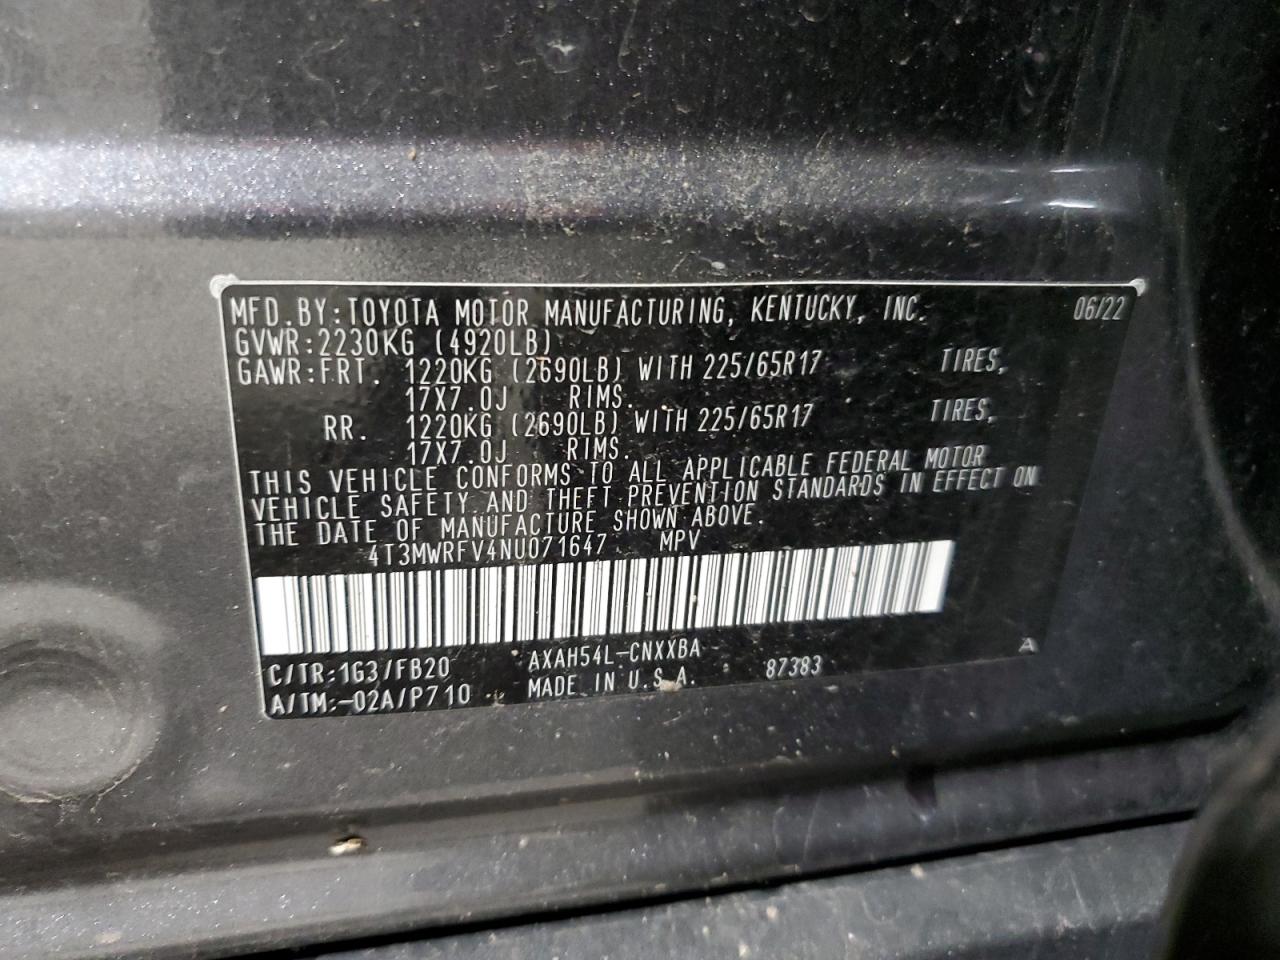 MFD.BY:TOYOTA MOTOR MANUFACTURING, KENTUCKY, INC. 06/22
GVWR:2230KG (4920LB)
GAWR:FRT. 1220KG (2690LB) WITH 225/65R17 TIRES,
17X7.0J RIMS.
RR. 1220KG (2690LB) WITH 225/65R17 TIRES,
17X7.0J RIMS.
THIS VEHICLE CONFORMS TO ALL APPLICABLE FEDERAL MOTOR
VEHICLE SAFETY AND THEFT PREVENTION STANDARDS IN EFFECT ON
THE DATE OF MANUFACTURE SHOWN ABOVE.
4T3MWRFV4NU071647 MPV
C/TR:1G3/FB20 AXAH54L-CNXXBA A
A/TM:-02A/P710 MADE IN U.S.A. 87383